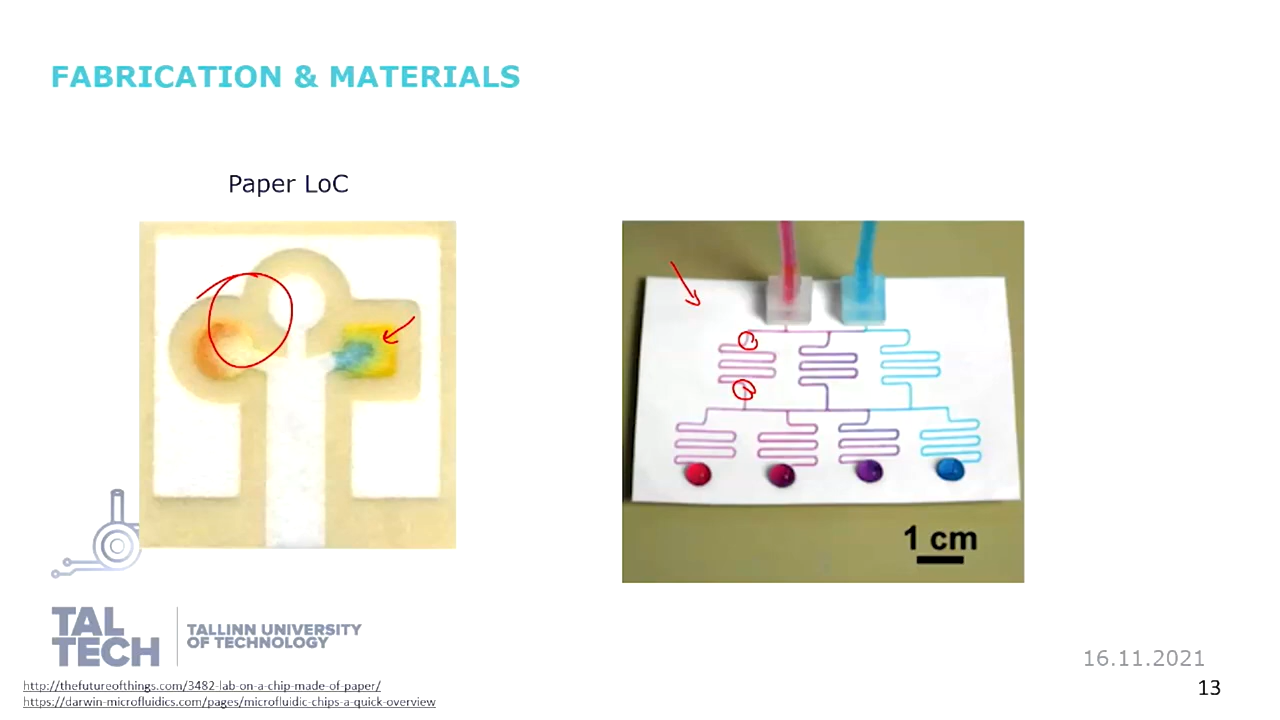 FABRICATION & MATERIALS
Paper LoC
1 cm
TAL
TECH
TALLINN UNIVERSITY
OF TECHNOLOGY
16.11.2021
http://thefutureofthings.com/3482-lab-on-a-chip-made-of-paper/
https://darwin-microfluidics.com/pages/microfluidic-chips-a-quick-overview
13